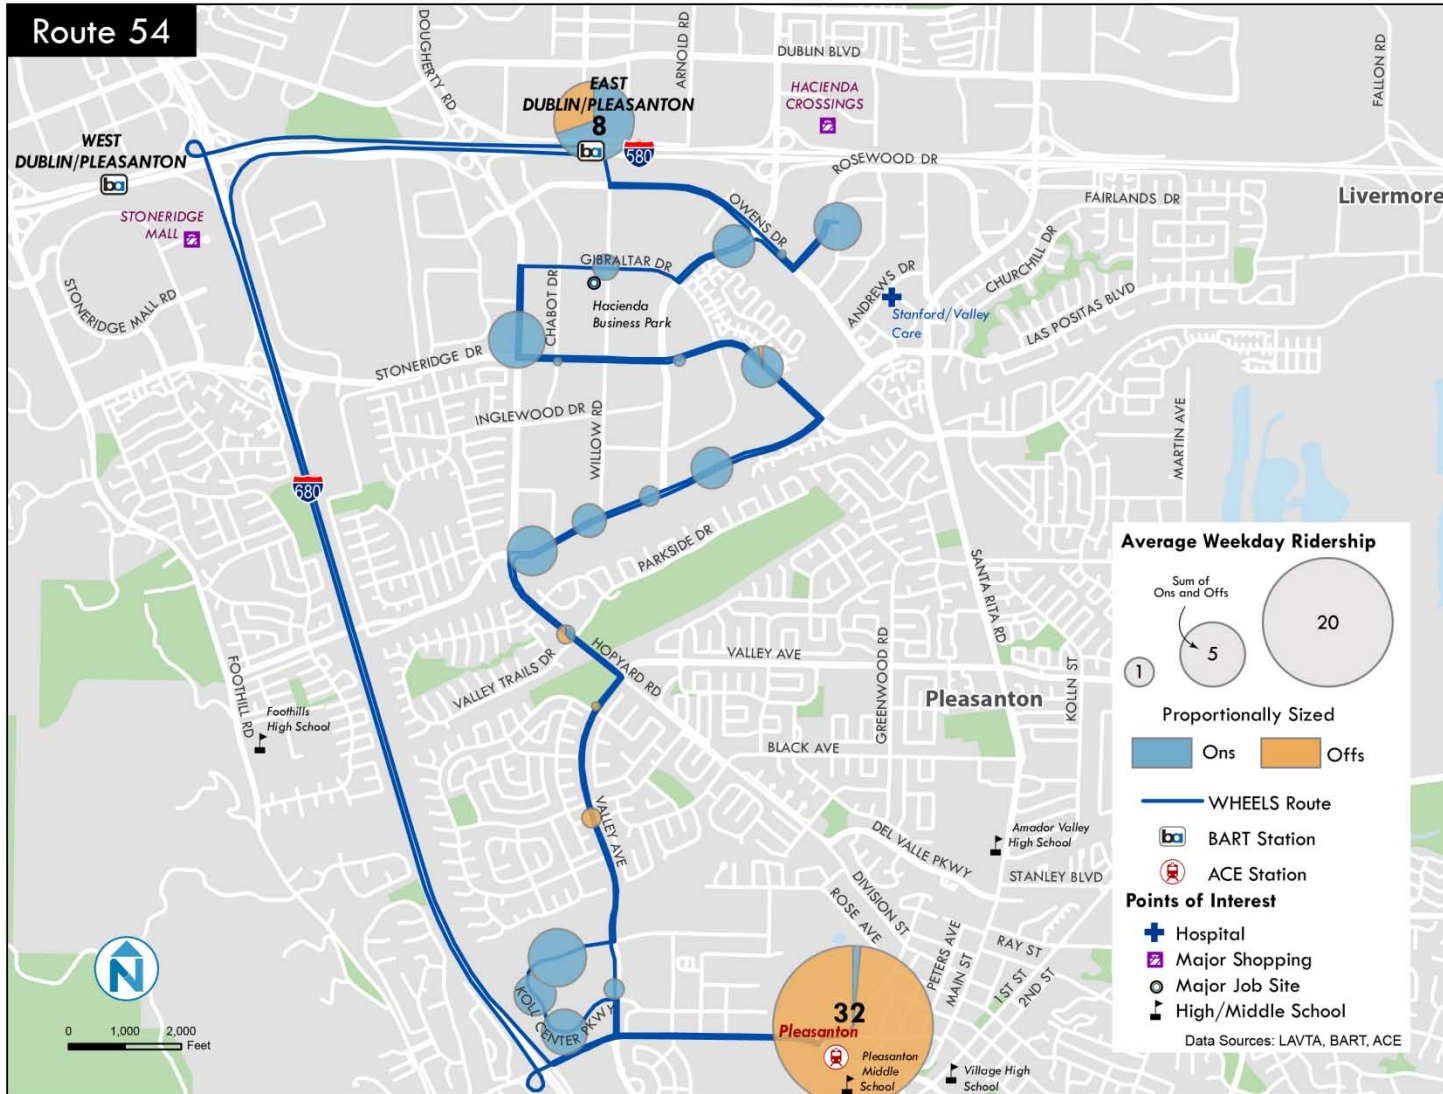 Route 54
DOUGHERTY RD
ARNOLD RD
DUBLIN BLVD
FALLON RD
EAST
DUBLIN/PLEASANTON
8
ba
580
HACIENDA
CROSSINGS
WEST
DUBLIN/PLEASANTON
ba
STONERIDGE
MALL
ROSEWOOD DR
FAIRLANDS DR
Livermore
OWENS DR
STONERIDGE MALL RD
GIBRALTAR DR
CHABOT DR
Hacienda
Business Park
ANDREWS DR
CHURCHILL DR
Stanford/Valley
Care
LAS POSITAS BLVD
STONERIDGE DR
INGLEWOOD DR
WILLOW RD
MARTIN AVE
680
PARKSIDE DR
SANTA RITA RD
FOOTHILL RD
VALLEY TRAILS DR
HOPYARD RD
VALLEY AVE
GREENWOOD RD
KOLLN ST
Pleasanton
Foothills
High School
BLACK AVE
VALLEY AVE
DEL VALLE PKWY
Amador Valley
High School
STANLEY BLVD
DIVISION ST
ROSE AVE
PETERS AVE
MAIN ST
RAY ST
1ST ST
2ND ST
KOLL CENTER PKWY
32
Pleasanton
Pleasanton
Middle
School
Village High
School
N
0 1,000 2,000
Feet
Average Weekday Ridership
Sum of
Ons and Offs
1
5
20
Proportionally Sized
Ons
Offs
WHEELS Route
ba BART Station
ACE Station
Points of Interest
Hospital
Major Shopping
Major Job Site
High/Middle School
Data Sources: LAVTA, BART, ACE